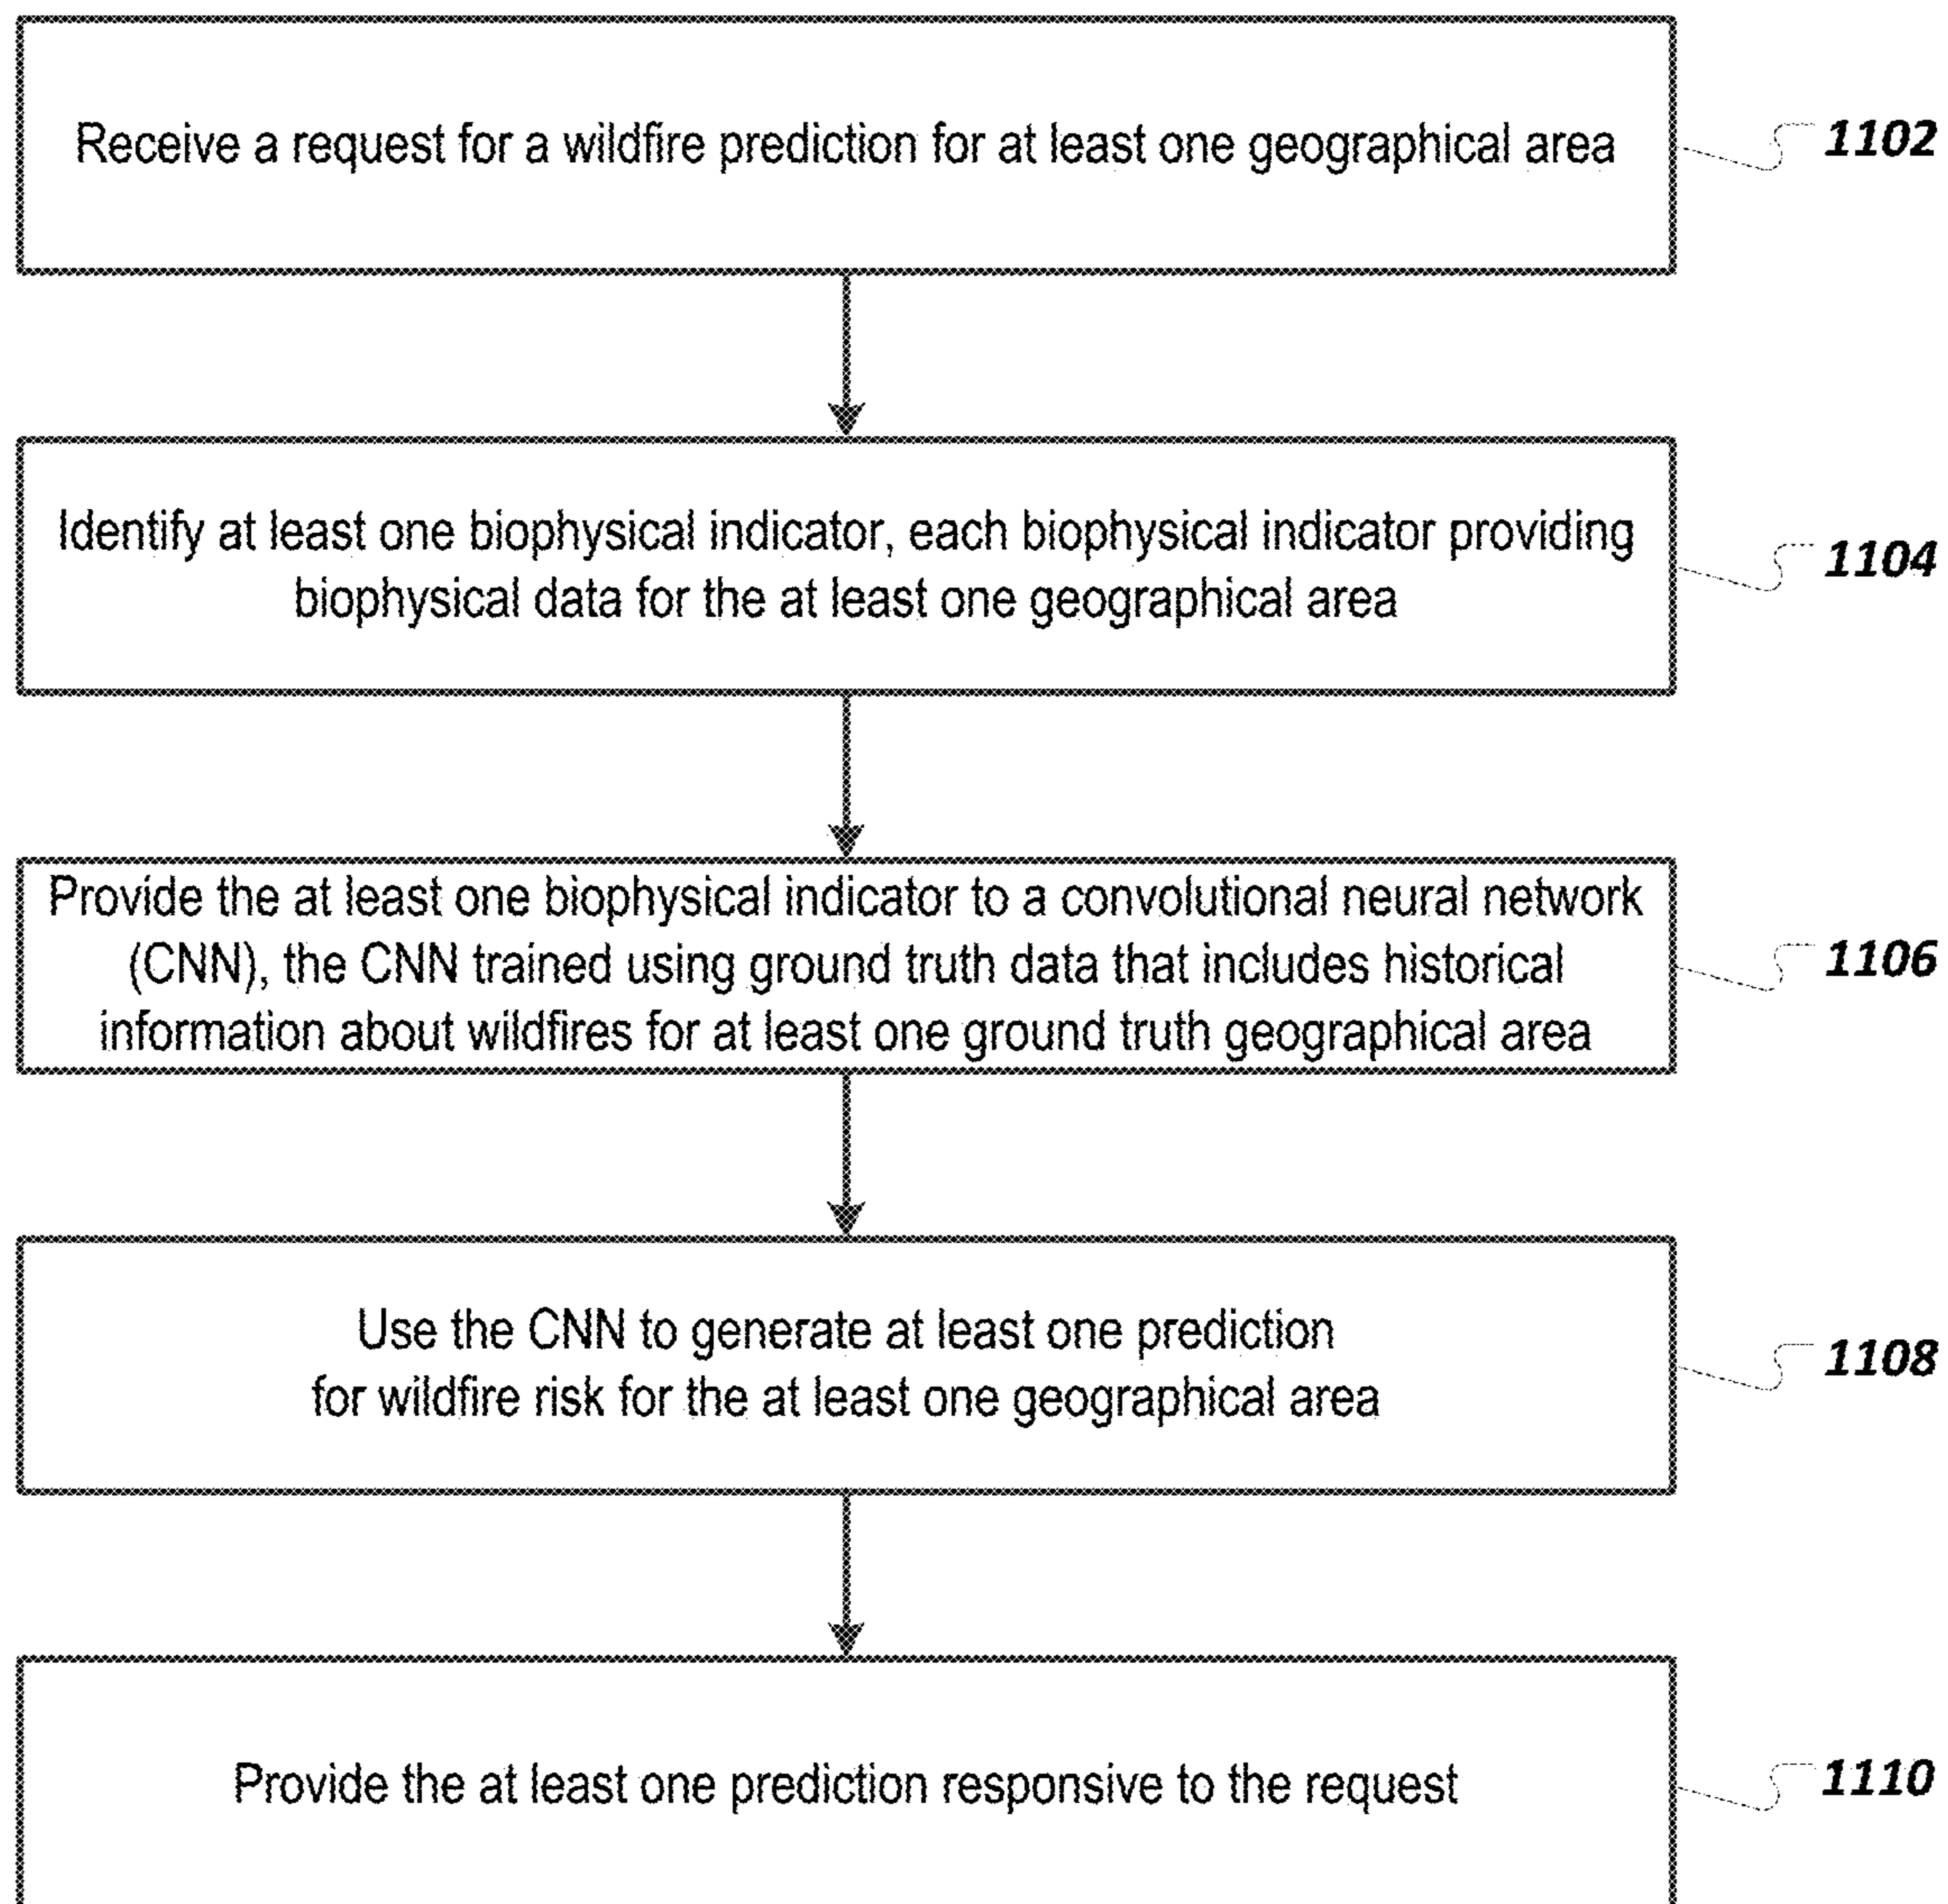 Receive a request for a wildfire prediction for at least one geographical area
1102
Identify at least one biophysical indicator, each biophysical indicator providing
biophysical data for the at least one geographical area
1104
Provide the at least one biophysical indicator to a convolutional neural network
(CNN), the CNN trained using ground truth data that includes historical
information about wildfires for at least one ground truth geographical area
1106
Use the CNN to generate at least one prediction
for wildfire risk for the at least one geographical area
1108
Provide the at least one prediction responsive to the request
1110